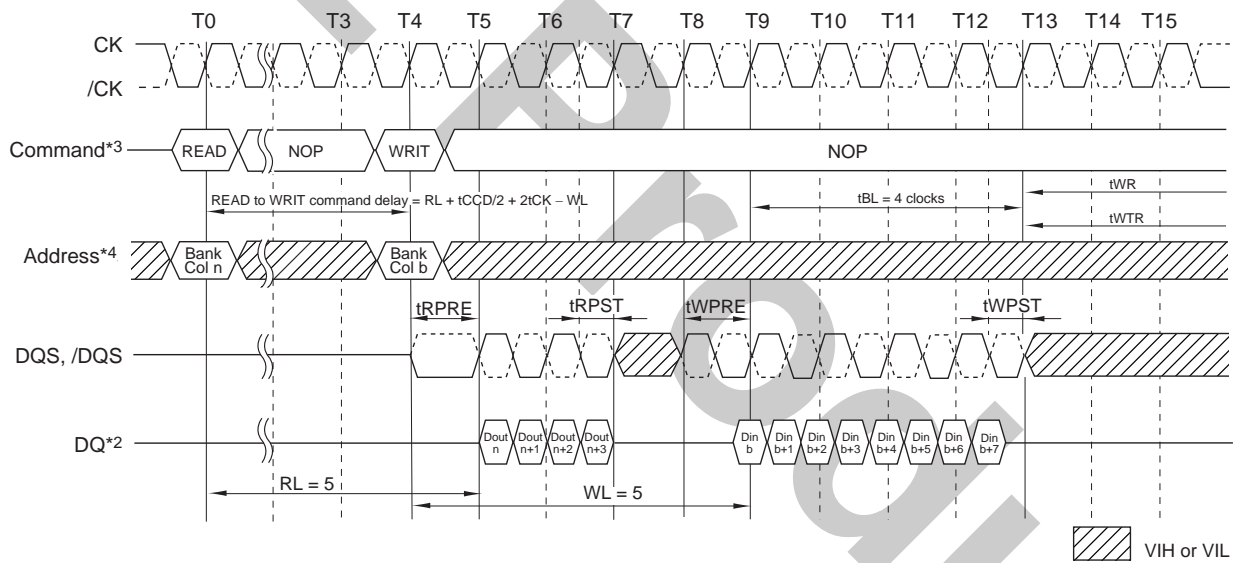 T0 T3 T4 T5 T6 T7 T8 T9 T10 T11 T12 T13 T14 T15
CK
/CK
Command*3 READ NOP WRIT NOP
READ to WRIT command delay = RL + tCCD/2 + 2tCK − WL
tBL = 4 clocks
tWR
tWTR
Address*4
Bank
Col n
Bank
Col b
tRPRE tRPST tWPRE tWPST
DQS, /DQS
DQ*2
Dout
n
Dout
n+1
Dout
n+2
Dout
n+3
Din
b
Din
b+1
Din
b+2
Din
b+3
Din
b+4
Din
b+5
Din
b+6
Din
b+7
RL = 5
WL = 5
VIH or VIL